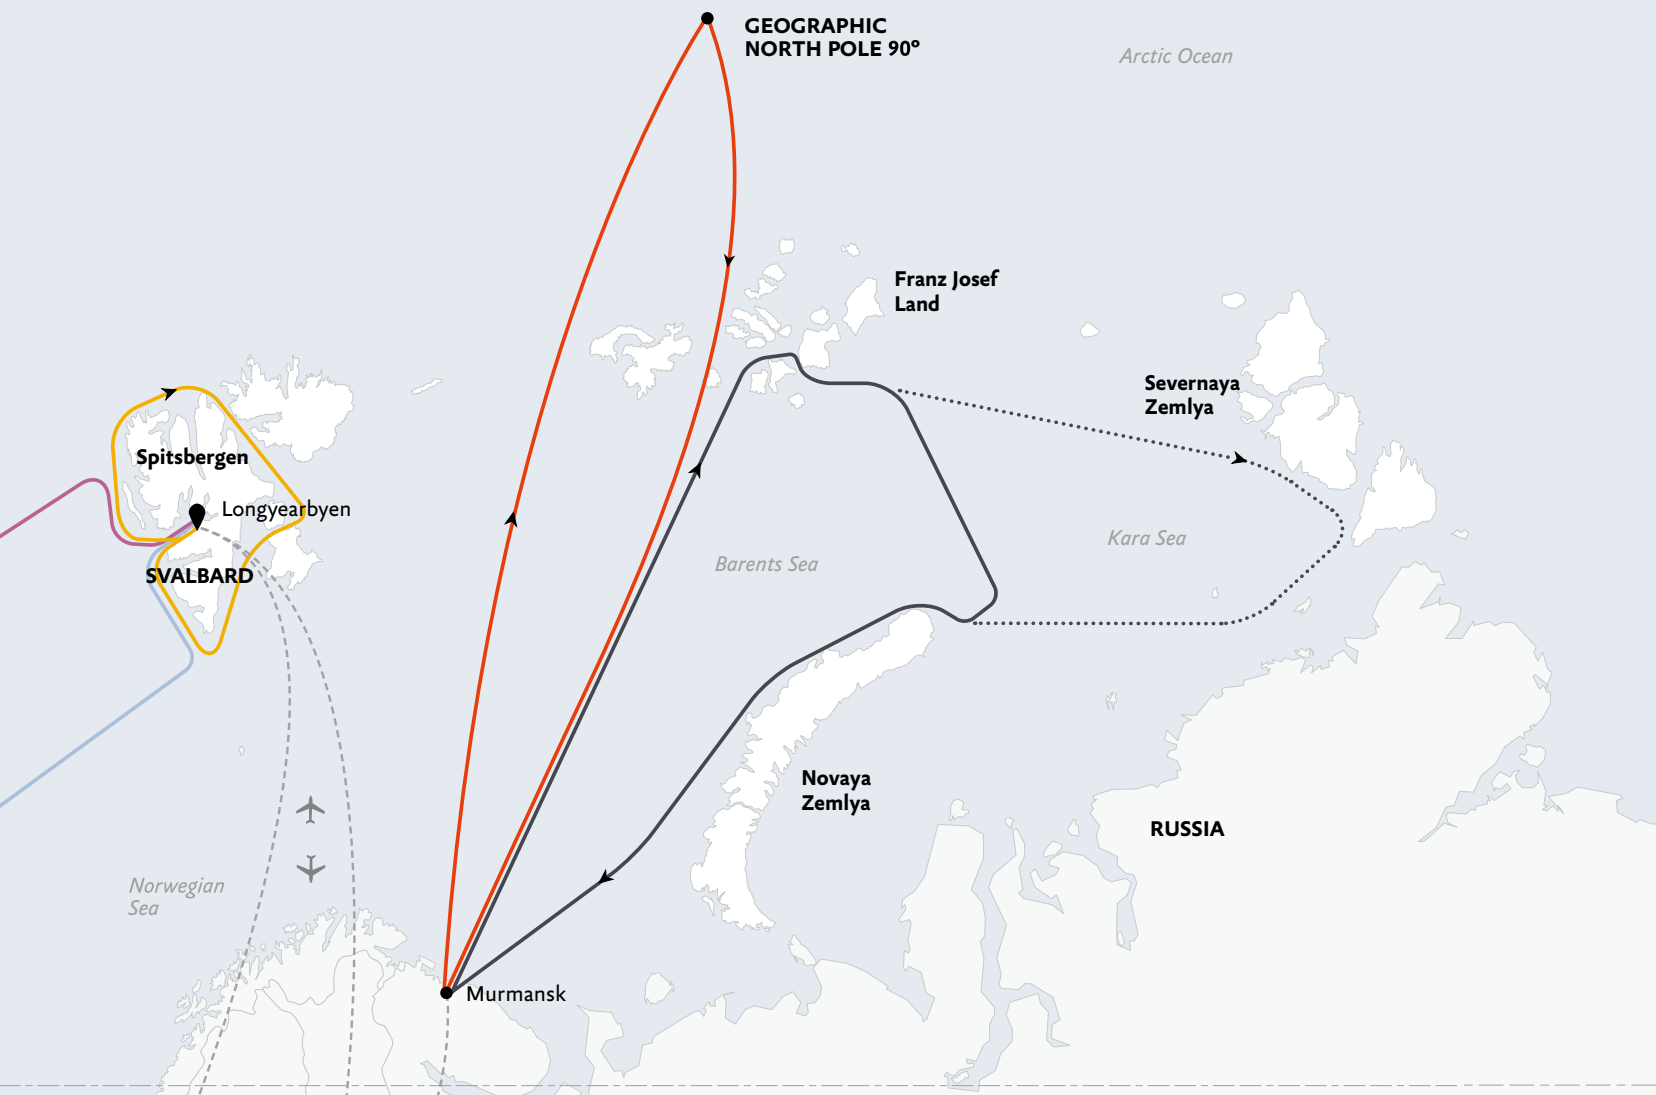 GEOGRAPHIC
NORTH POLE 90º
Arctic Ocean
Franz Josef
Land
Severnaya
Zemlya
Spitsbergen
Longyearbyen
SVALBARD
Barents Sea
Kara Sea
Novaya
Zemlya
RUSSIA
Norwegian
Sea
Murmansk